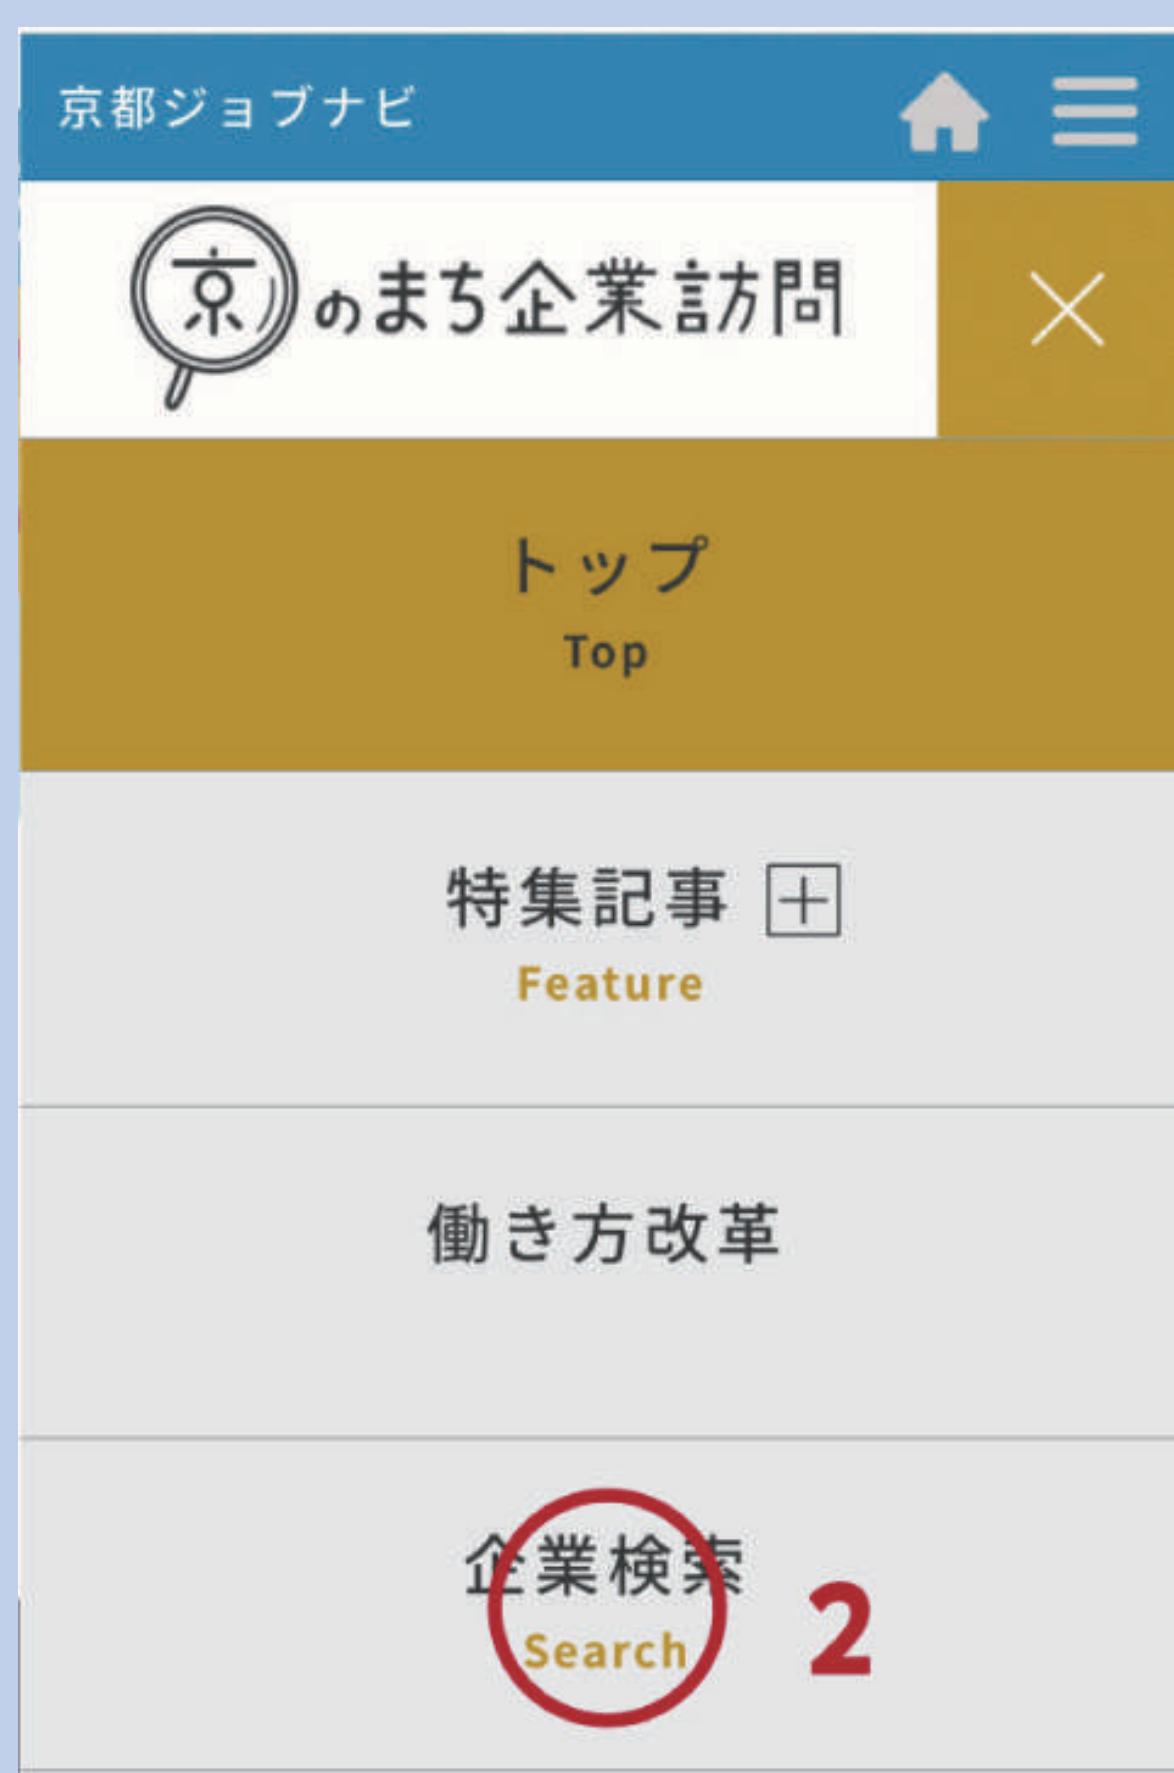 京都ジョブナビ
京のまち企業訪問
トップ
Top
特集記事
Feature
働き方改革
企業検索
Search
2